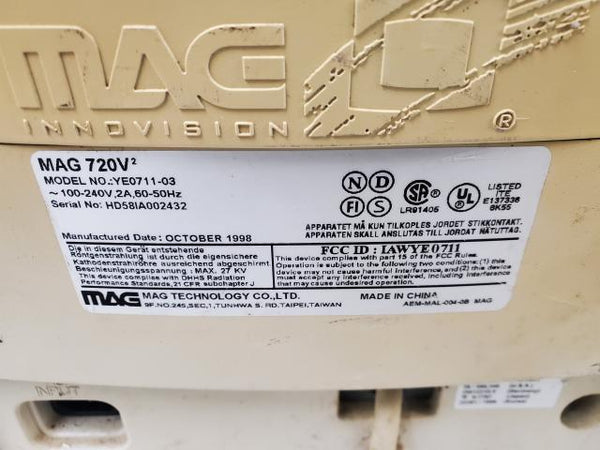 MAG
INNOVISION
®
MAG 720V²
MODEL NO.:YE0711-03
~ 100-240V,2A,60-50Hz
Serial No: HD58IA002432
N D
FI S
LR91405
UL
LISTED
ITE
E137336
8K55
APPARATET MÅ KUN TILKOPLES JORDET STIKKONTAKT.
APPARATEN SKALL ANSLUTAS TILL JORDAT NÄTUTTAG.
Manufactured Date: OCTOBER 1998
Die in diesem Gerät entstehende
Röntgenstrahlung ist durch die eigensichere
Kathodenstrahlröhre ausreichend abgeschirmt
Beschleunigungsspannung : MAX. 27 KV
This device complies with DHHS Radiation
Performance Standards, 21 CFR subchapter J
FCC ID : IAWYE0711
This device complies with part 15 of the FCC Rules.
Operation is subject to the following two conditions: (1) this
device may not cause harmful interference, and (2) this device
must accept any interference received, including
interference that may cause undesired operation.
MAG MAG TECHNOLOGY CO.,LTD.
9F.NO.245,SEC,1,TUNHWA S. RD.TAIPEI,TAIWAN
MADE IN CHINA
AEM-MAL-004-0B MAG
INPUT